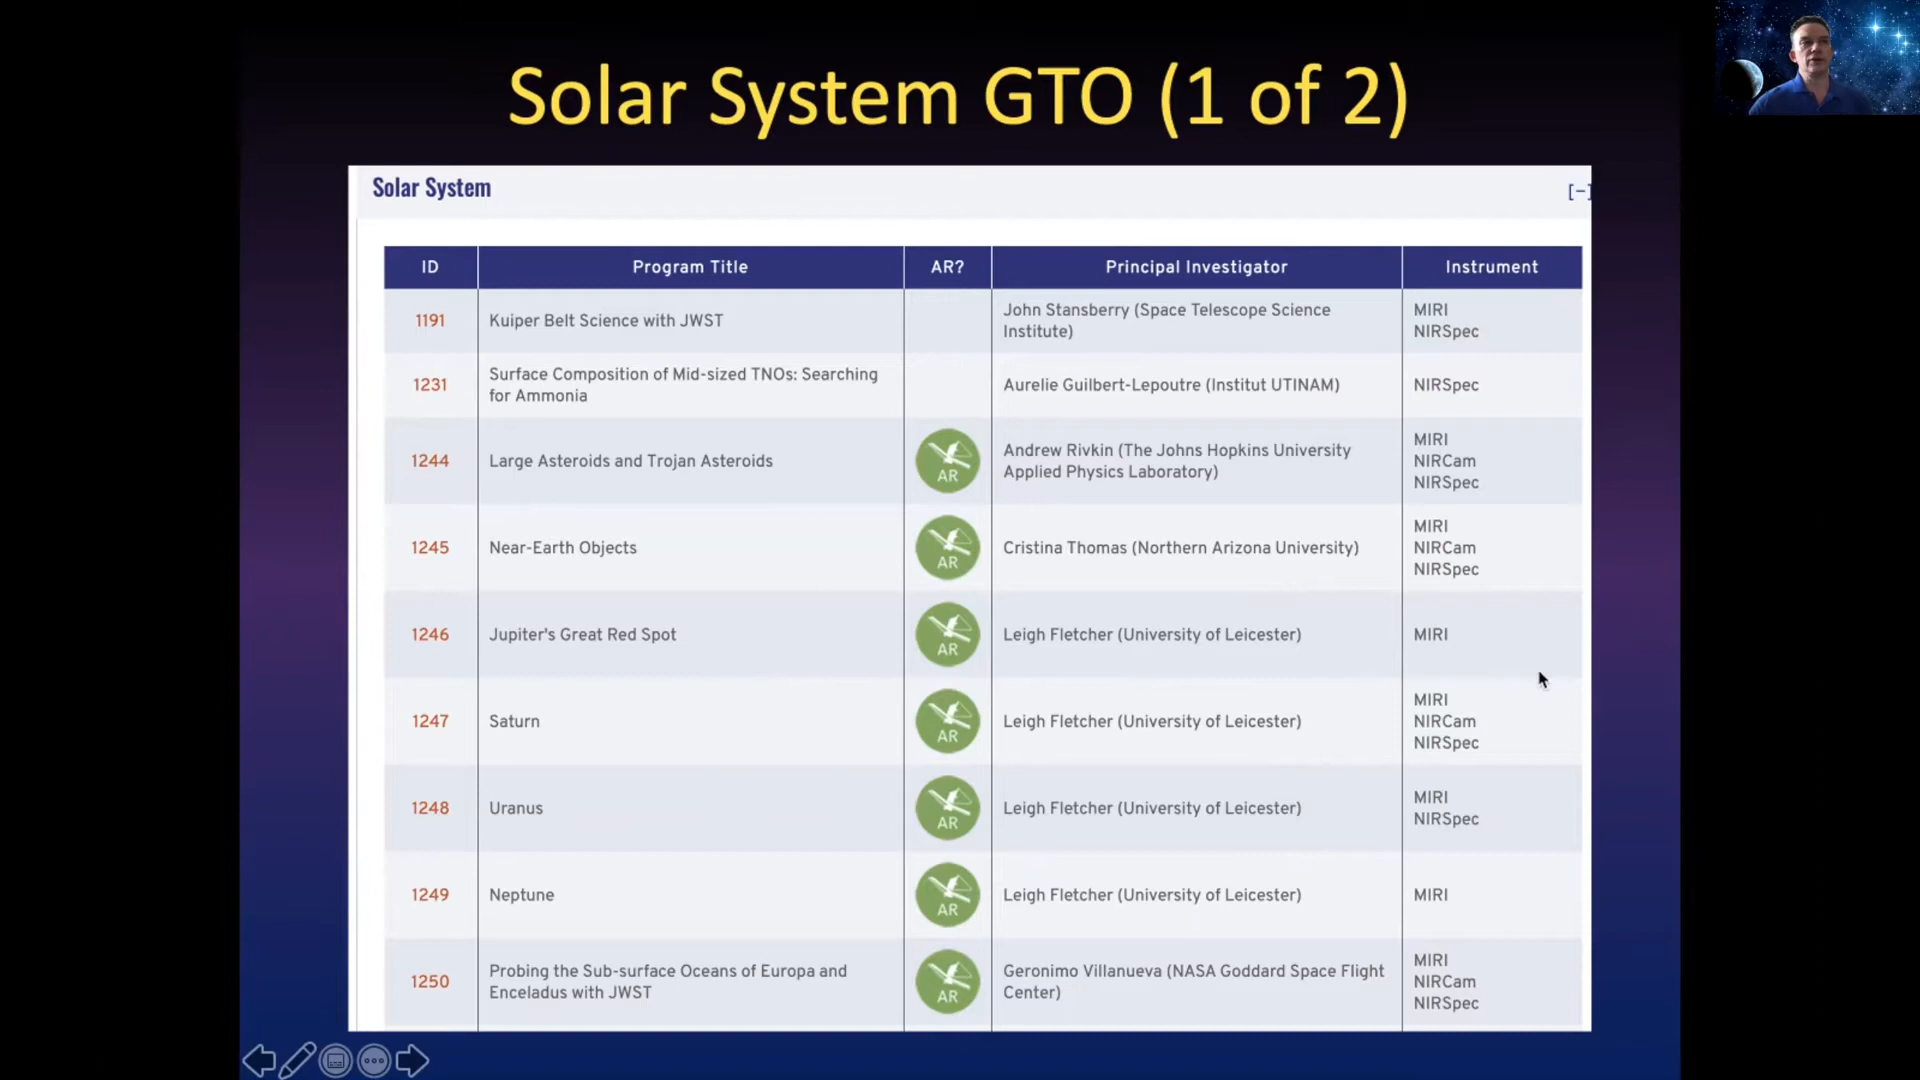 Solar System GTO (1 of 2)
Solar System
[-]
ID Program Title AR? Principal Investigator Instrument
1191 Kuiper Belt Science with JWST John Stansberry (Space Telescope Science Institute) MIRI NIRSpec
1231 Surface Composition of Mid-sized TNOs: Searching for Ammonia Aurelie Guilbert-Lepoutre (Institut UTINAM) NIRSpec
1244 Large Asteroids and Trojan Asteroids AR Andrew Rivkin (The Johns Hopkins University Applied Physics Laboratory) MIRI NIRCam NIRSpec
1245 Near-Earth Objects AR Cristina Thomas (Northern Arizona University) MIRI NIRCam NIRSpec
1246 Jupiter's Great Red Spot AR Leigh Fletcher (University of Leicester) MIRI
1247 Saturn AR Leigh Fletcher (University of Leicester) MIRI NIRCam NIRSpec
1248 Uranus AR Leigh Fletcher (University of Leicester) MIRI NIRSpec
1249 Neptune AR Leigh Fletcher (University of Leicester) MIRI
1250 Probing the Sub-surface Oceans of Europa and Enceladus with JWST AR Geronimo Villanueva (NASA Goddard Space Flight Center) MIRI NIRCam NIRSpec